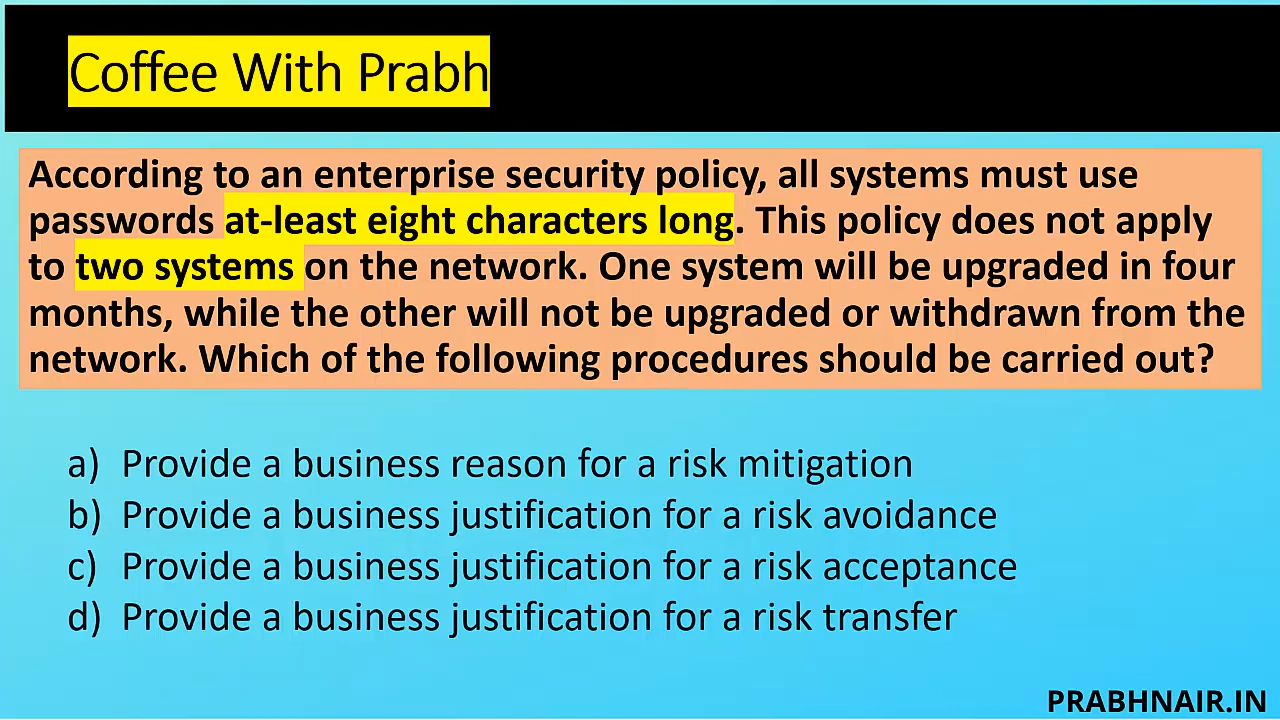 Coffee With Prabh
According to an enterprise security policy, all systems must use
passwords at-least eight characters long. This policy does not apply
to two systems on the network. One system will be upgraded in four
months, while the other will not be upgraded or withdrawn from the
network. Which of the following procedures should be carried out?
a) Provide a business reason for a risk mitigation
b) Provide a business justification for a risk avoidance
c) Provide a business justification for a risk acceptance
d) Provide a business justification for a risk transfer
PRABHNAIR.IN